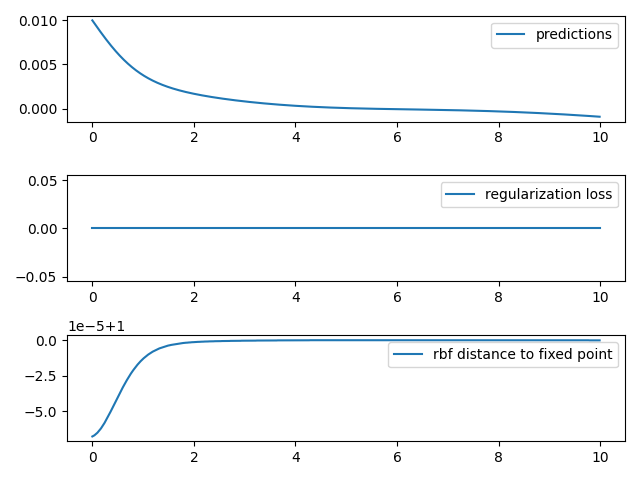 0.010
0.005
0.000
predictions
0 2 4 6 8 10
0.05
0.00
−0.05
regularization loss
0 2 4 6 8 10
1e−5+1
0.0
−2.5
−5.0
rbf distance to fixed point
0 2 4 6 8 10